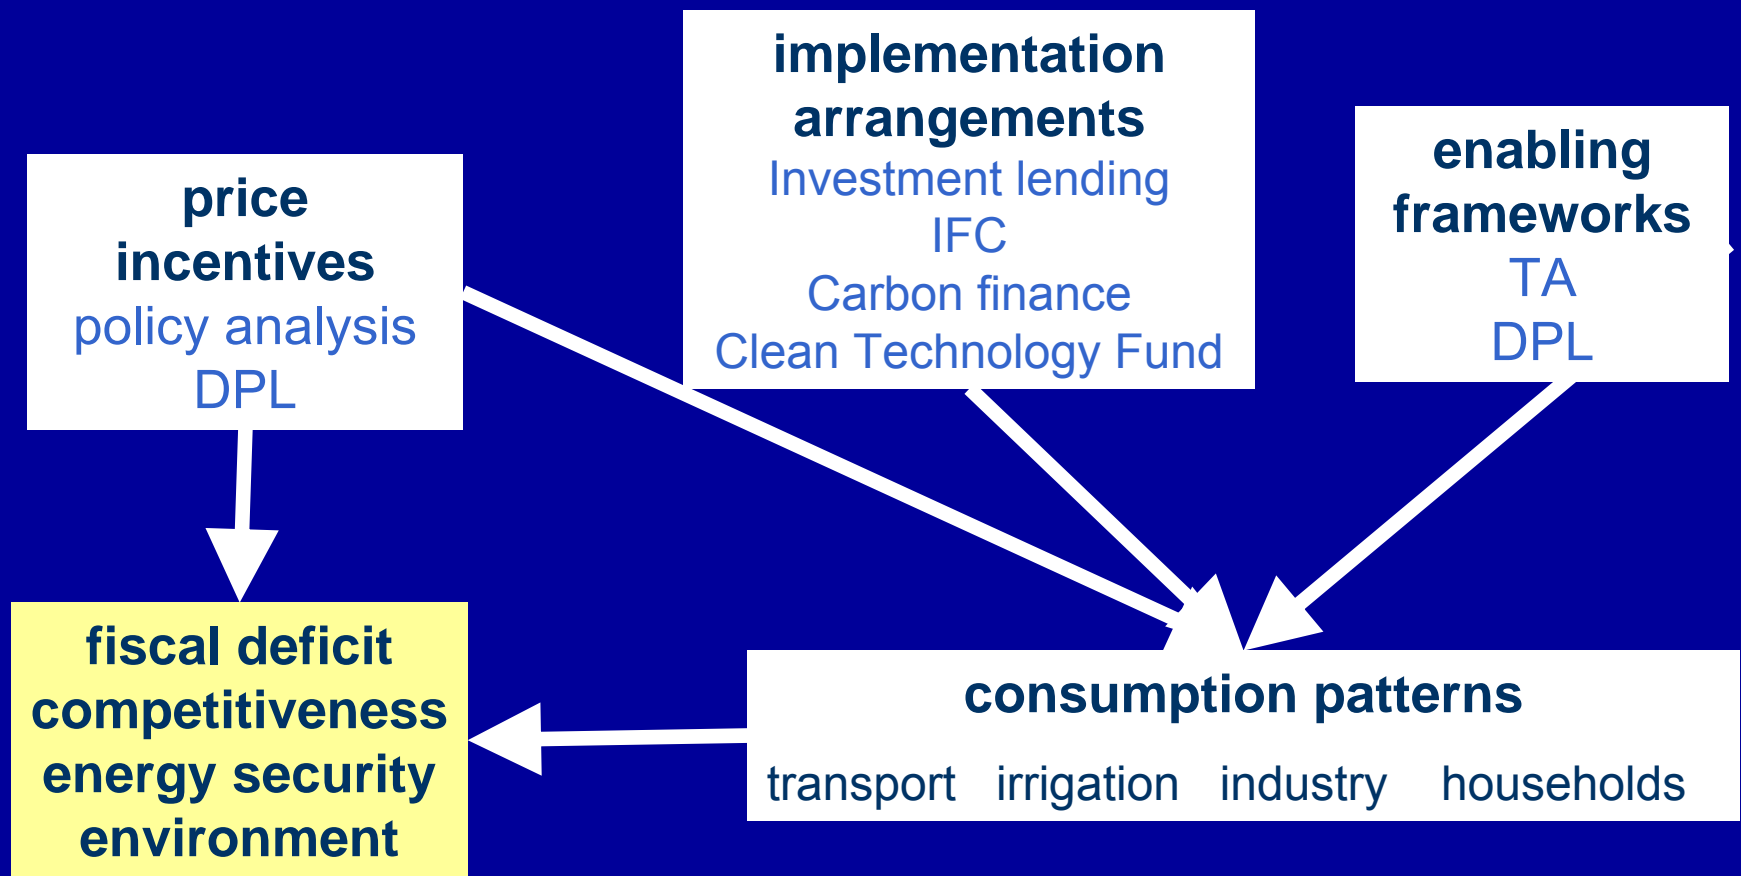 price
incentives
policy analysis
DPL
implementation
arrangements
Investment lending
IFC
Carbon finance
Clean Technology Fund
enabling
frameworks
TA
DPL
fiscal deficit
competitiveness
energy security
environment
consumption patterns
transport irrigation industry households